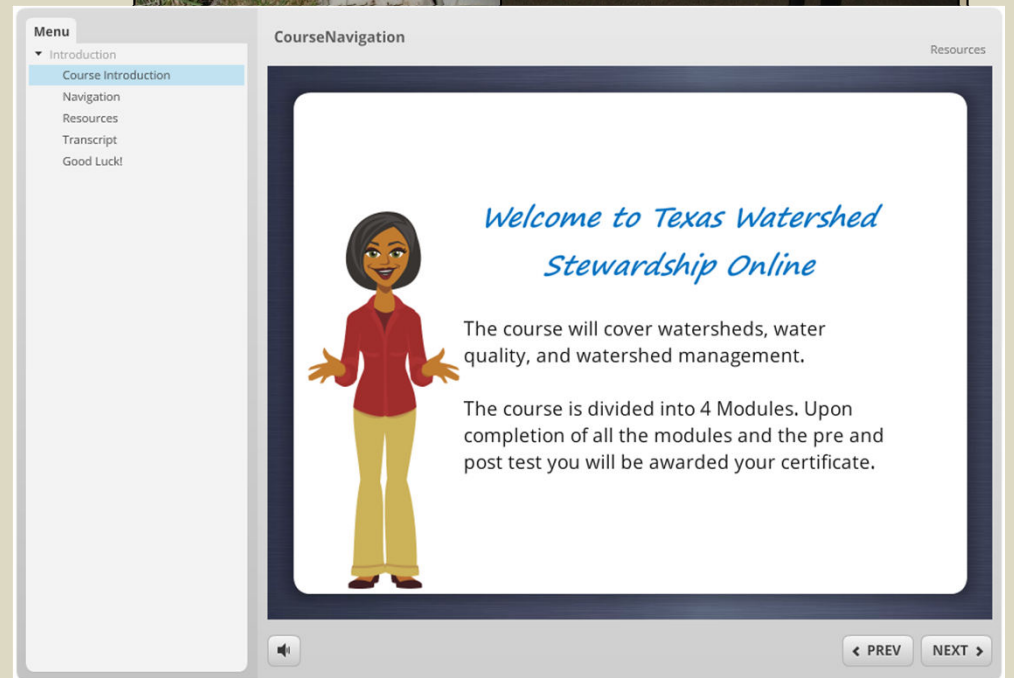 Menu
Introduction
Course Introduction
Navigation
Resources
Transcript
Good Luck!
CourseNavigation
Resources
Welcome to Texas Watershed
Stewardship Online
The course will cover watersheds, water
quality, and watershed management.
The course is divided into 4 Modules. Upon
completion of all the modules and the pre and
post test you will be awarded your certificate.
PREV
NEXT